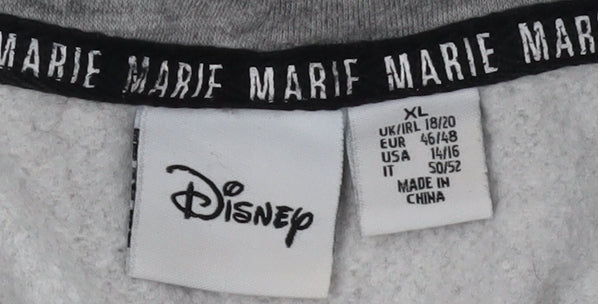 MARIE MARIE MARIE MARIE MAR
Disney
XL
UK/IRL 18/20
EUR 46/48
USA 14/16
IT 50/52
MADE IN
CHINA